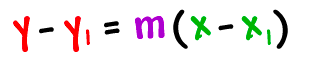 y - y₁ = m(x - x₁)